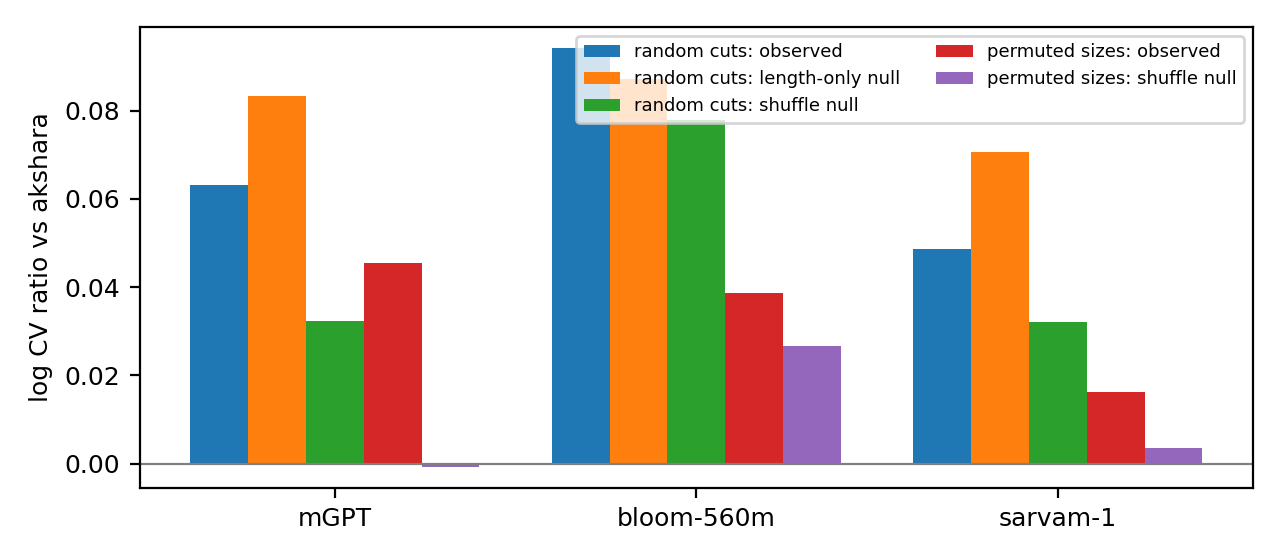 random cuts: observed
random cuts: length-only null
random cuts: shuffle null
permuted sizes: observed
permuted sizes: shuffle null
log CV ratio vs akshara
0.08
0.06
0.04
0.02
0.00
mGPT
bloom-560m
sarvam-1